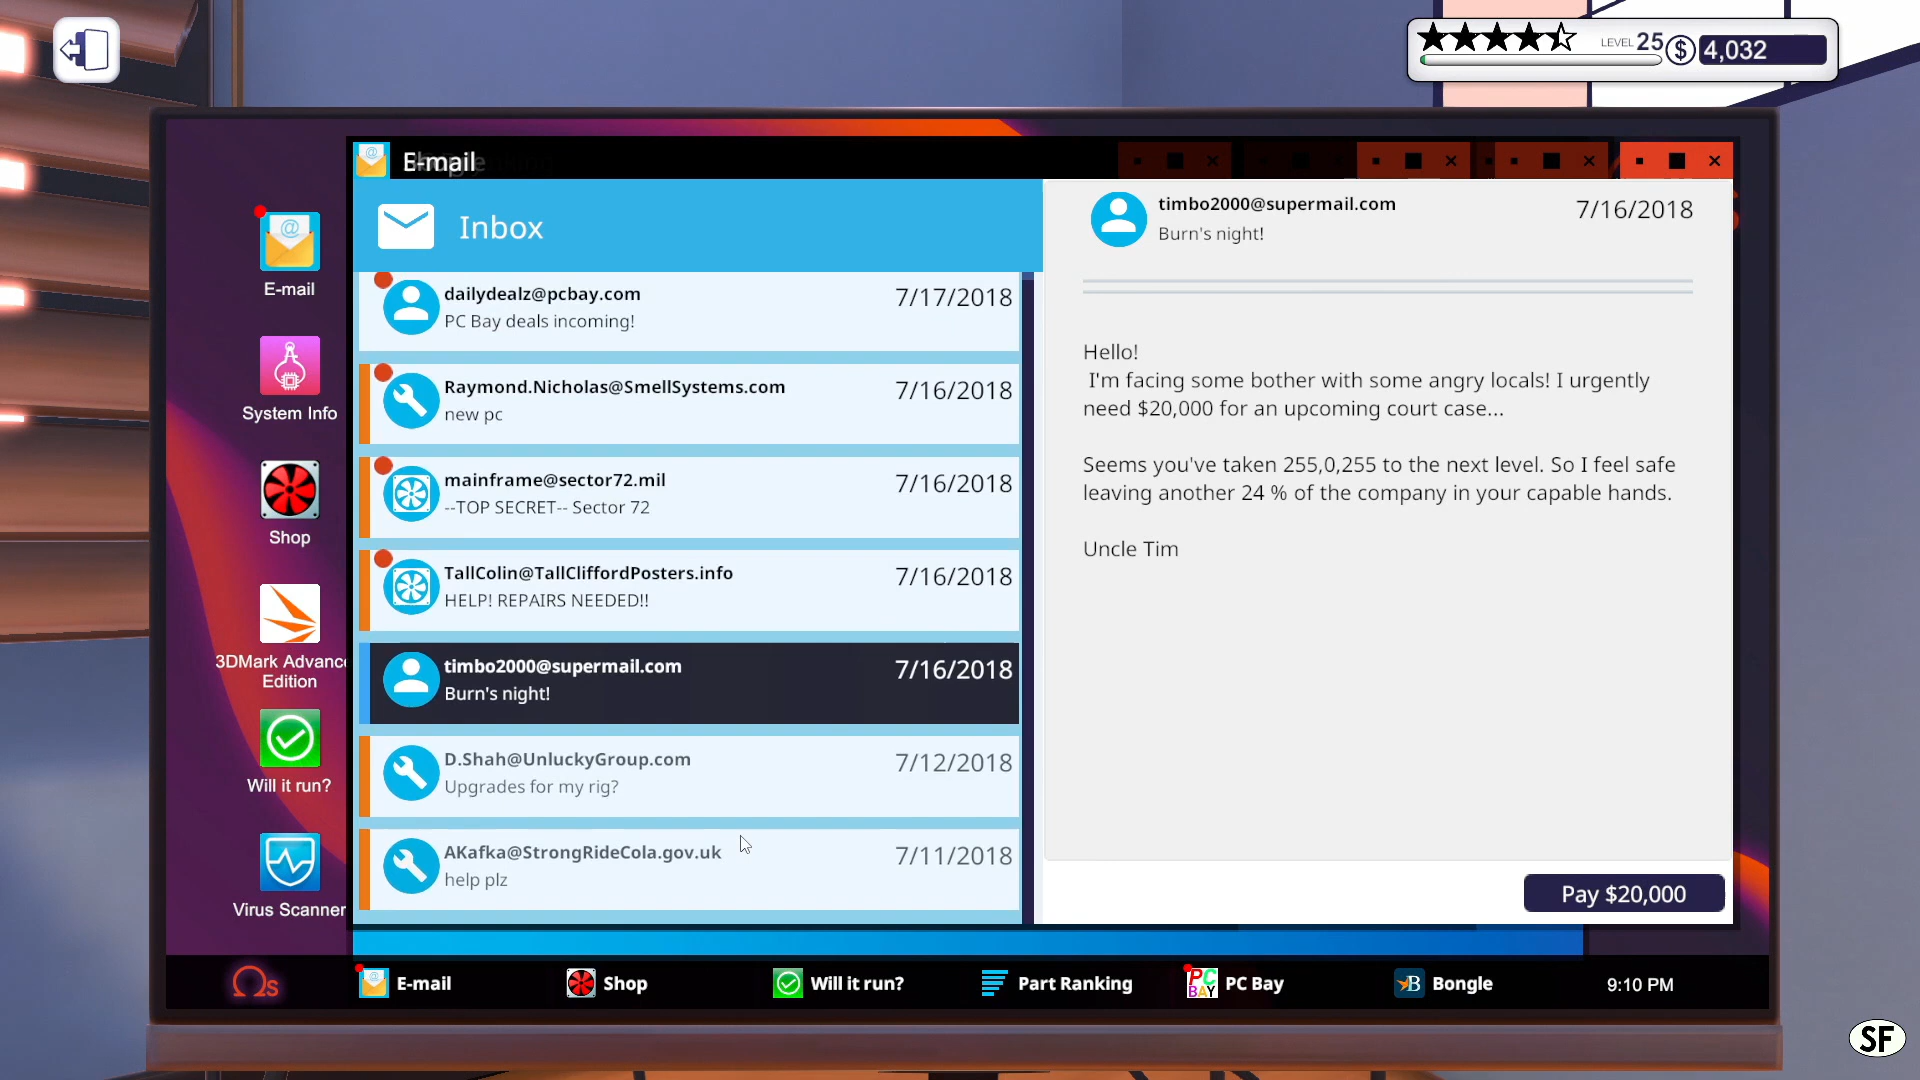 LEVEL 25 $ 4,032
E-mail
Inbox
timbo2000@supermail.com
7/16/2018
Burn's night!
Hello!
I'm facing some bother with some angry locals! I urgently
need $20,000 for an upcoming court case...
Seems you've taken 255,0,255 to the next level. So I feel safe
leaving another 24 % of the company in your capable hands.
Uncle Tim
Pay $20,000
dailydealz@pcbay.com
7/17/2018
PC Bay deals incoming!
Raymond.Nicholas@SmellSystems.com
7/16/2018
new pc
mainframe@sector72.mil
7/16/2018
--TOP SECRET-- Sector 72
TallColin@TallCliffordPosters.info
7/16/2018
HELP! REPAIRS NEEDED!!
timbo2000@supermail.com
7/16/2018
Burn's night!
D.Shah@UnluckyGroup.com
7/12/2018
Upgrades for my rig?
AKafka@StrongRideCola.gov.uk
7/11/2018
help plz
E-mail
System Info
Shop
3DMark Advanc
Edition
Will it run?
Virus Scanner
Ωs
E-mail
Shop
Will it run?
Part Ranking
PC BAY
PC Bay
B
Bongle
9:10 PM
SF